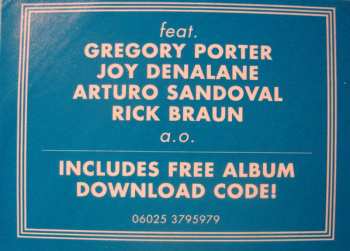 feat.
GREGORY PORTER
JOY DENALANE
ARTURO SANDOVAL
RICK BRAUN
a.o.
INCLUDES FREE ALBUM
DOWNLOAD CODE!
06025 3795979